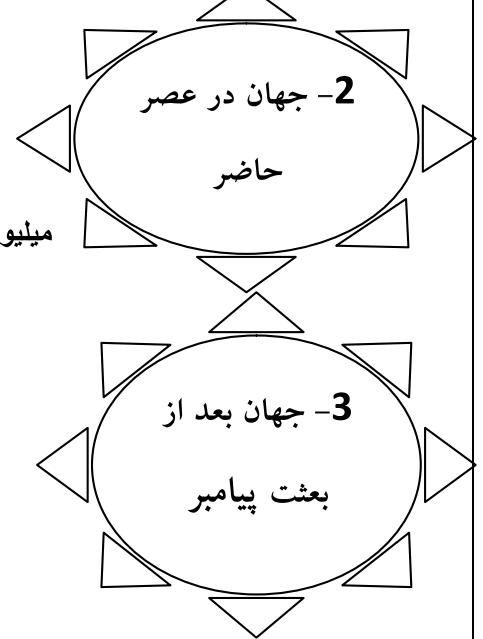 2- جهان در عصر
حاضر
3- جهان بعد از
بعثت پیامبر